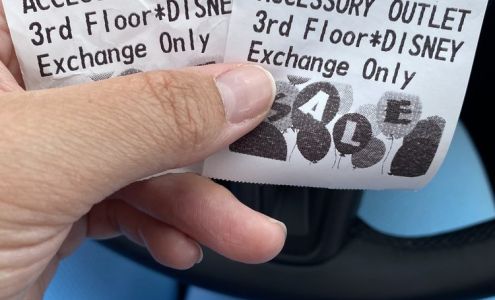 ACCESSORY OUTLET
3rd Floor*DISNE
3rd Floor*DISNEY
Exchange Only
Exchange Only
SALE